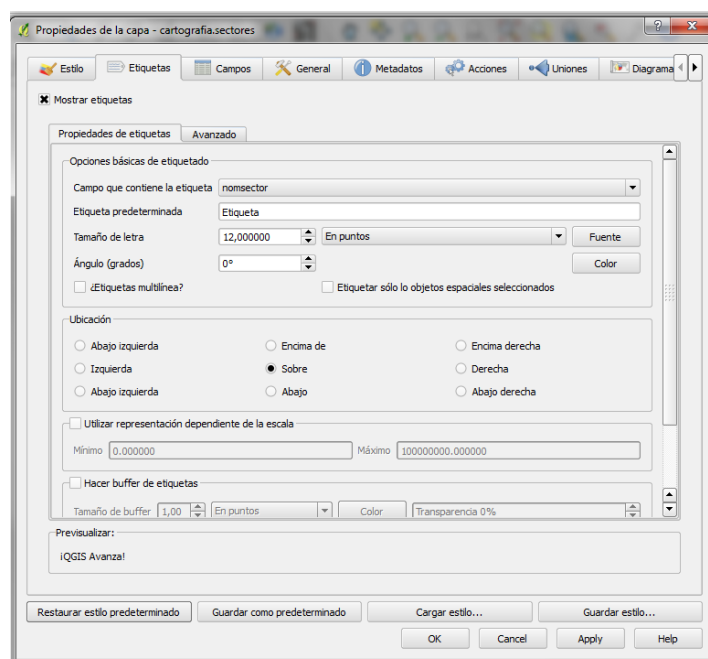 Propiedades de la capa - cartografia.sectores
Estilo Etiquetas Campos General Metadatos Acciones Uniones Diagrama
Mostrar etiquetas
Propiedades de etiquetas Avanzado
Opciones básicas de etiquetado
Campo que contiene la etiqueta nomsector
Etiqueta predeterminada Etiqueta
Tamaño de letra 12,000000 En puntos Fuente
Ángulo (grados) 0° Color
¿Etiquetas multilínea? Etiquetar sólo lo objetos espaciales seleccionados
Ubicación
Abajo izquierda Encima de Encima derecha
Izquierda Sobre Derecha
Abajo izquierda Abajo Abajo derecha
Utilizar representación dependiente de la escala
Mínimo 0.000000 Máximo 100000000.000000
Hacer buffer de etiquetas
Tamaño de buffer 1,00 En puntos Color Transparencia 0%
Previsualizar:
¡QGIS Avanza!
Restaurar estilo predeterminado Guardar como predeterminado Cargar estilo... Guardar estilo...
OK Cancel Apply Help